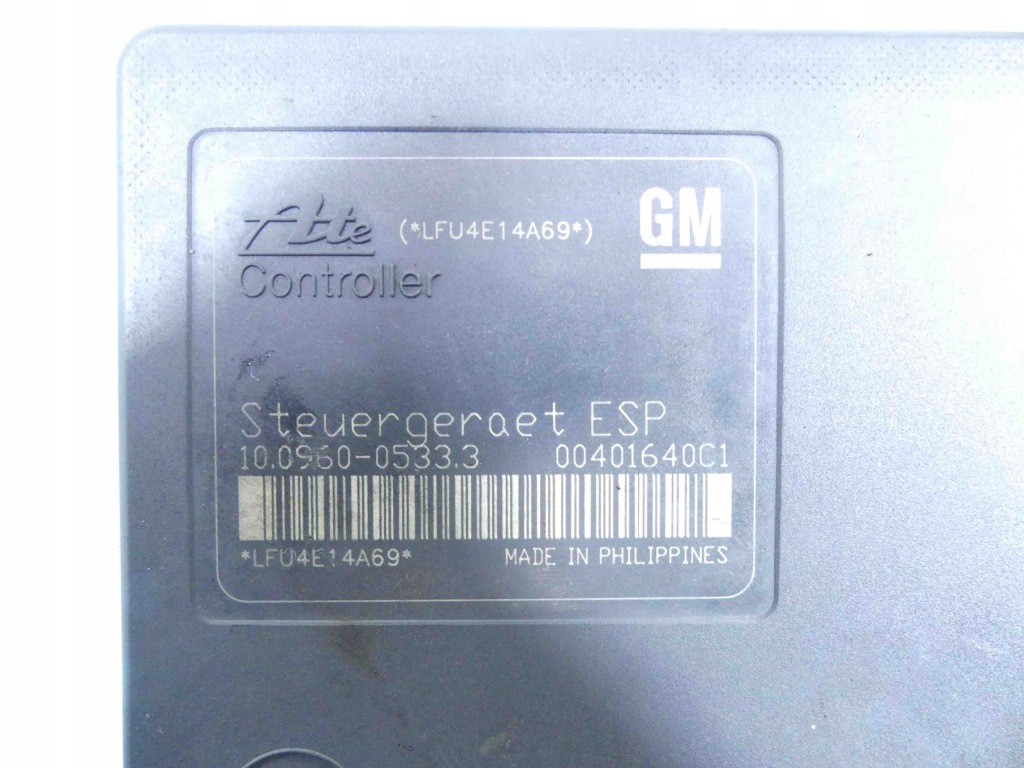 Ate (*LFU4E14A69*) GM
Controller
Steuergeraet ESP
10.0960-0533.3 00401640C1
*LFU4E14A69* MADE IN PHILIPPINES